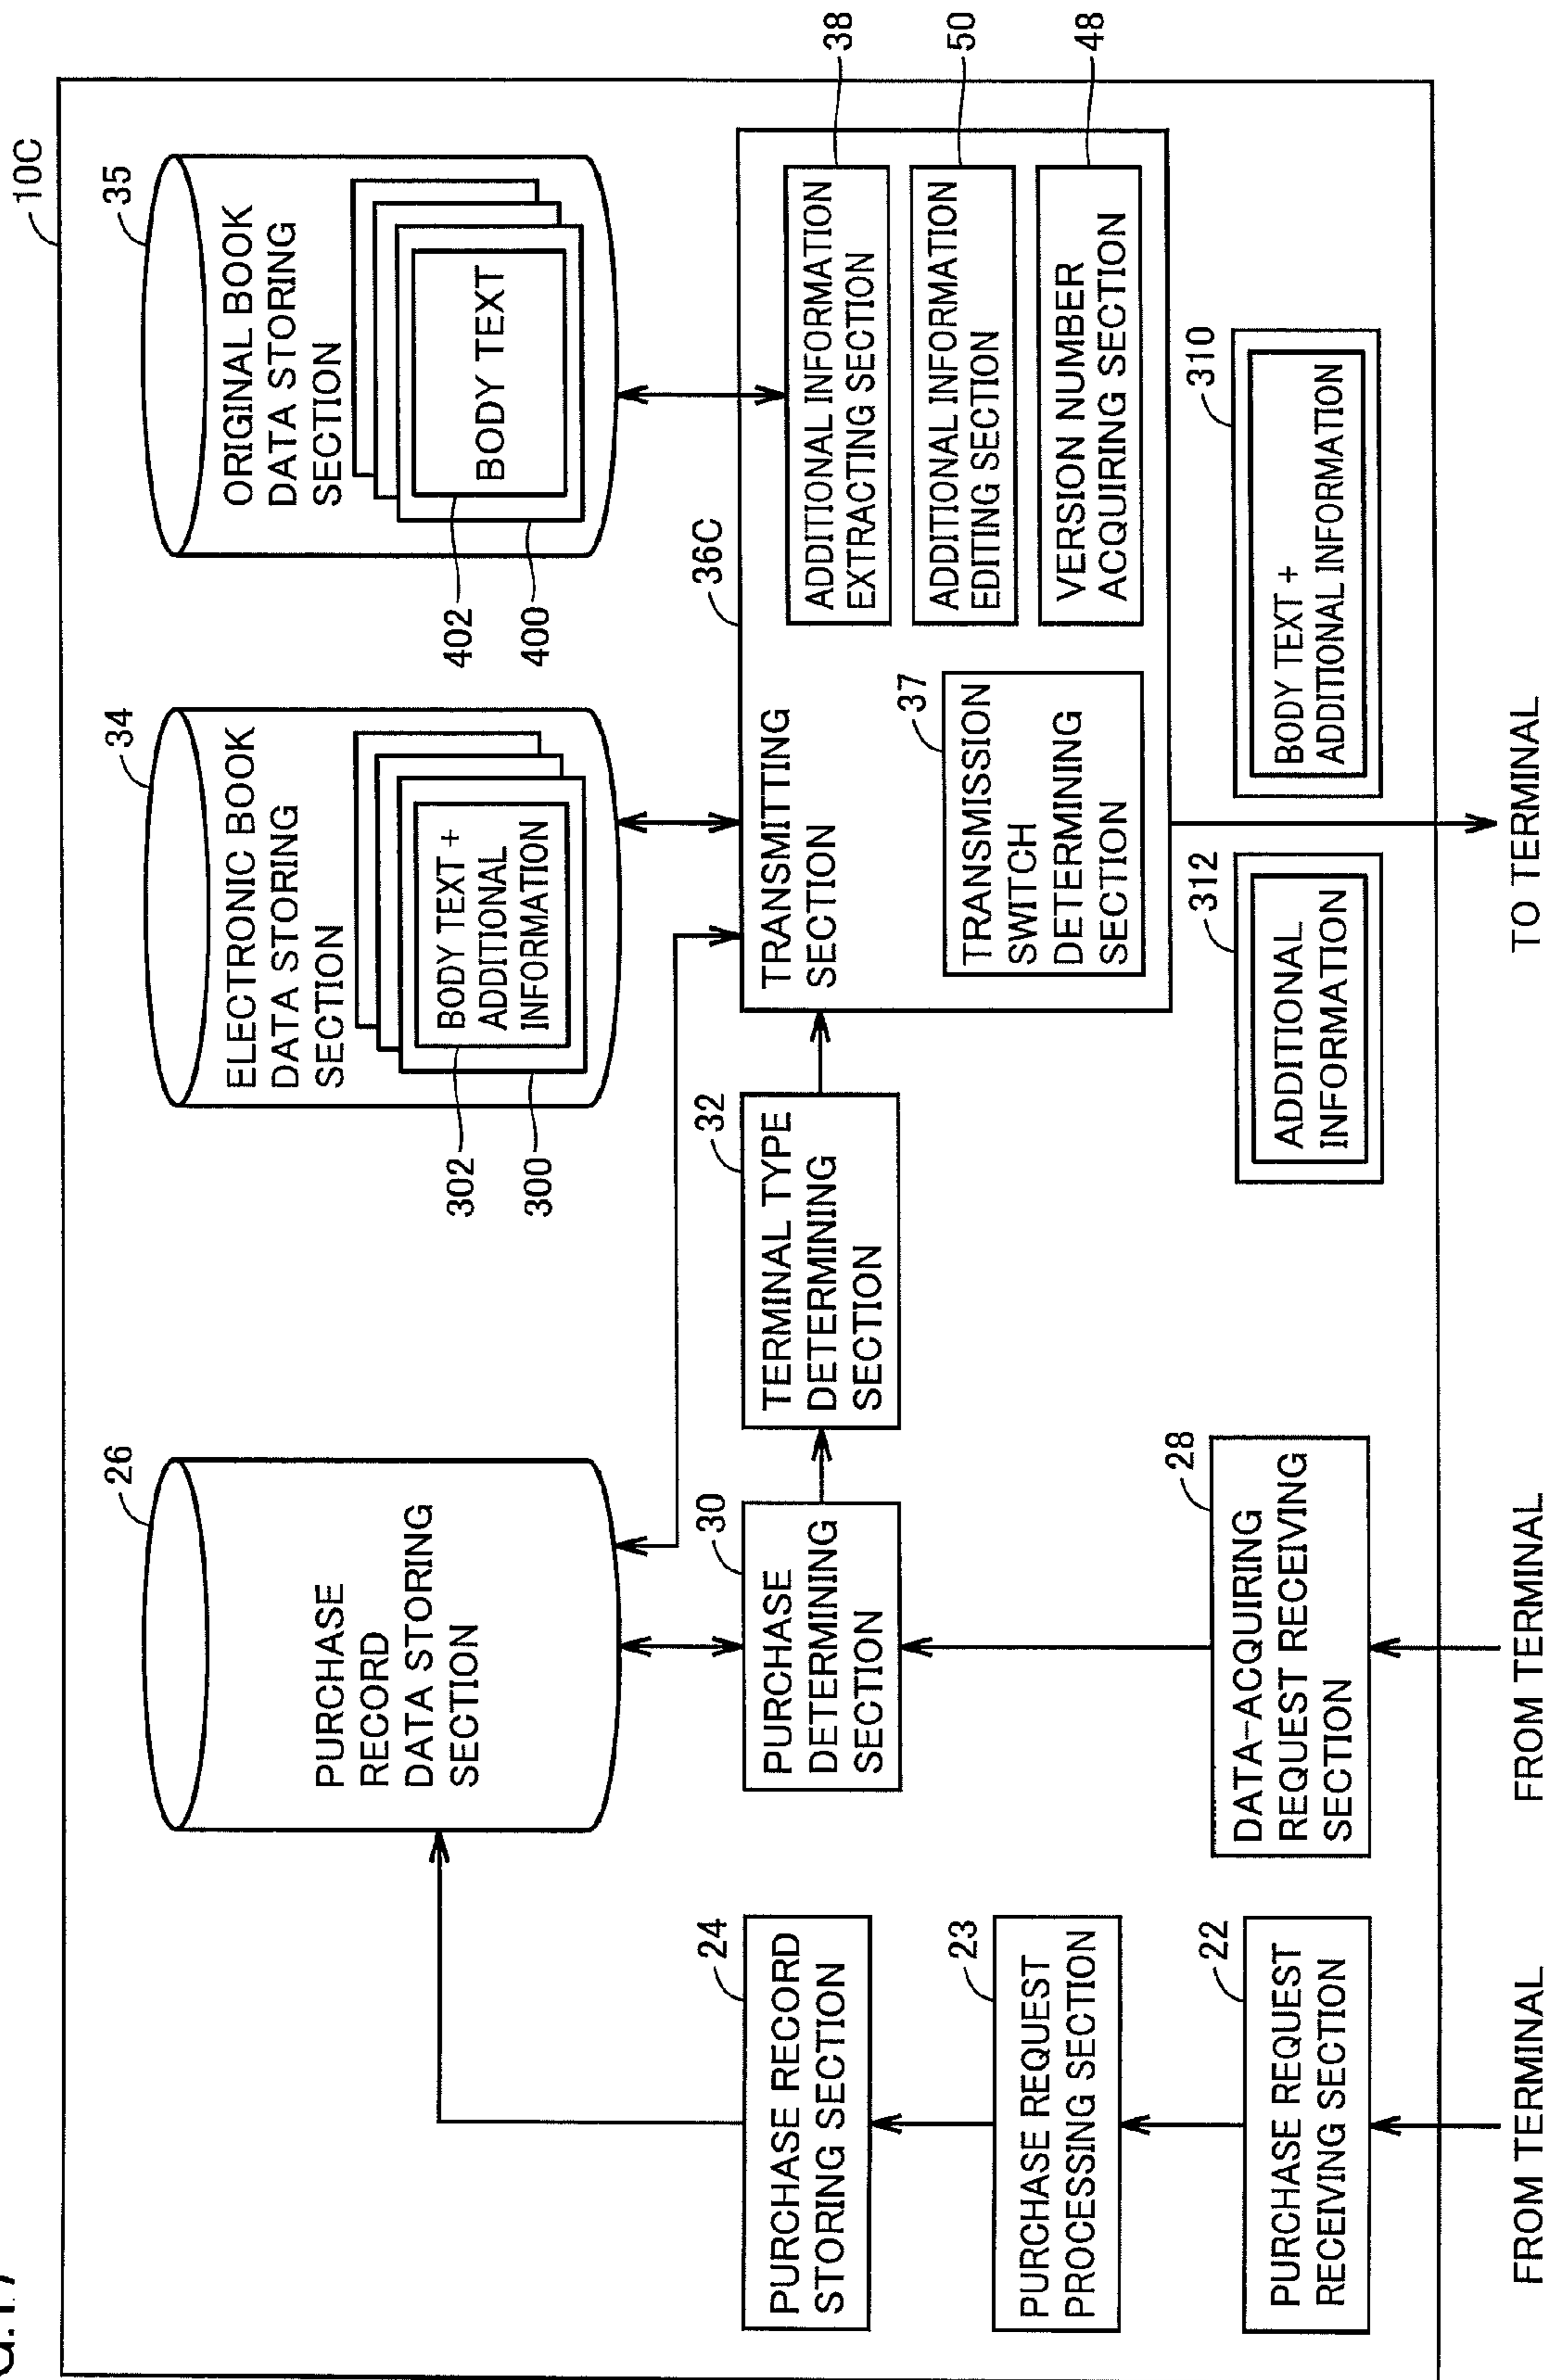 G.17
10C
26
PURCHASE
RECORD
DATA STORING
SECTION
34
ELECTRONIC BOOK
DATA STORING
SECTION
BODY TEXT +
ADDITIONAL
INFORMATION
302
300
35
ORIGINAL BOOK
DATA STORING
SECTION
BODY TEXT
402
400
24
PURCHASE RECORD
STORING SECTION
23
PURCHASE REQUEST
PROCESSING SECTION
22
PURCHASE REQUEST
RECEIVING SECTION
FROM TERMINAL
30
PURCHASE
DETERMINING
SECTION
28
DATA-ACQUIRING
REQUEST RECEIVING
SECTION
FROM TERMINAL
32
TERMINAL TYPE
DETERMINING
SECTION
36C
TRANSMITTING
SECTION
37
TRANSMISSION
SWITCH
DETERMINING
SECTION
ADDITIONAL INFORMATION
EXTRACTING SECTION
38
ADDITIONAL INFORMATION
EDITING SECTION
50
VERSION NUMBER
ACQUIRING SECTION
48
312
ADDITIONAL
INFORMATION
310
BODY TEXT +
ADDITIONAL INFORMATION
TO TERMINAL